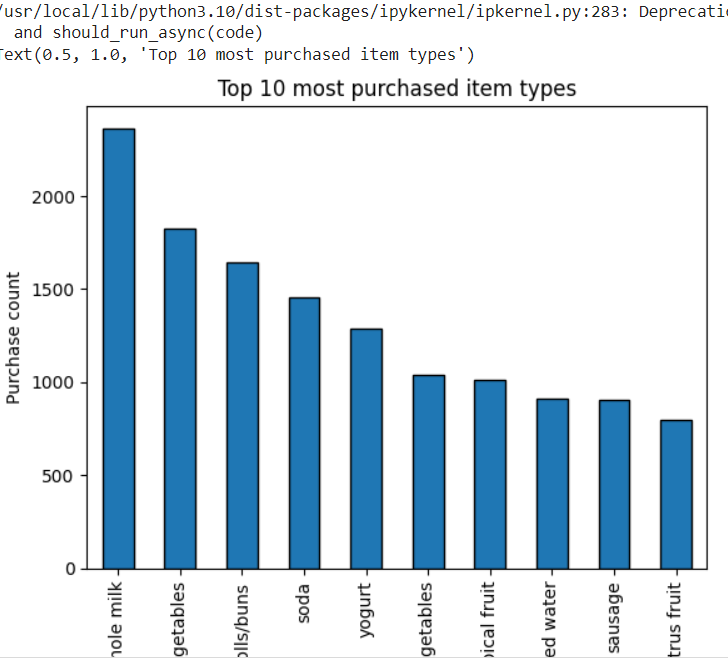 /usr/local/lib/python3.10/dist-packages/ipykernel/ipkernel.py:283: Deprecatio
and should_run_async(code)
Text(0.5, 1.0, 'Top 10 most purchased item types')
Top 10 most purchased item types
Purchase count
2000
1500
1000
500
0
hole milk
getables
olls/buns
soda
yogurt
getables
ical fruit
ed water
sausage
trus fruit